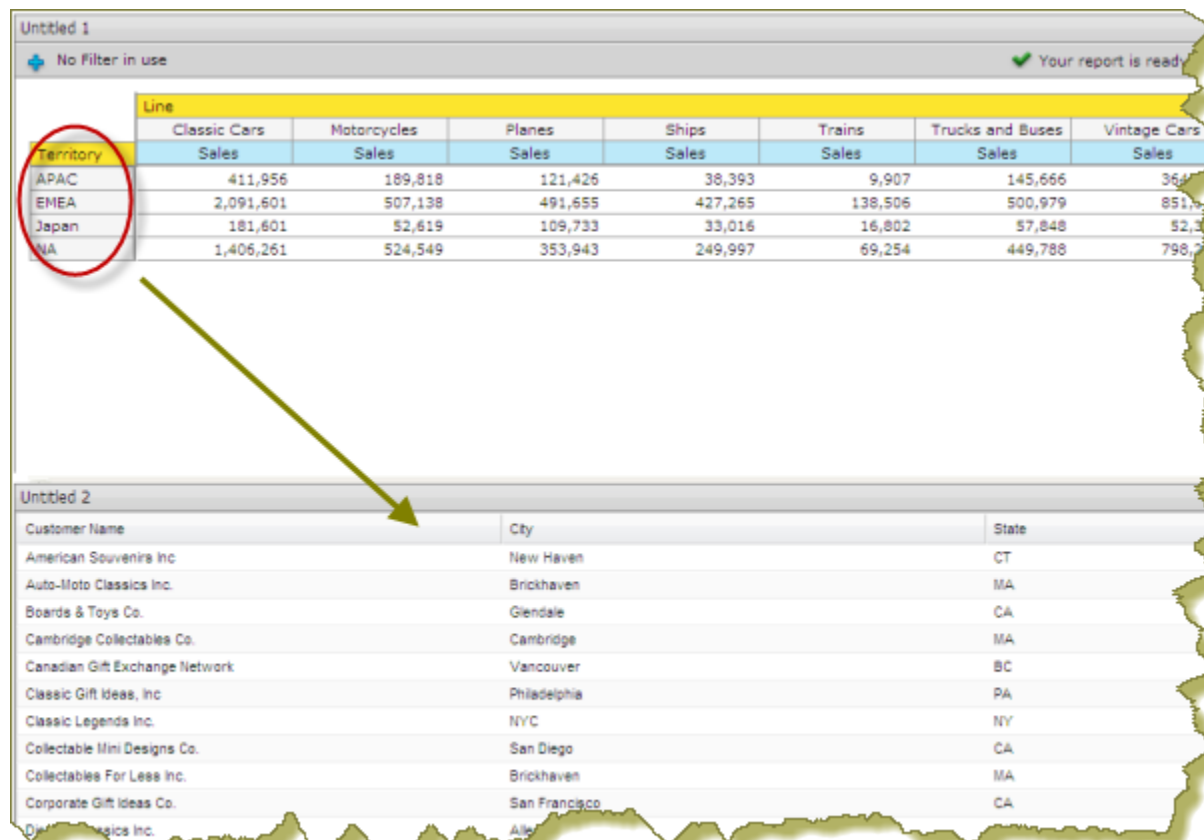 Untitled 1
No Filter in use Your report is ready
Line
Classic Cars Motorcycles Planes Ships Trains Trucks and Buses Vintage Cars
Territory Sales Sales Sales Sales Sales Sales Sales
APAC 411,956 189,818 121,426 38,393 9,907 145,666
EMEA 2,091,601 507,138 491,655 427,265 138,506 500,979
Japan 181,601 52,619 109,733 33,016 16,802 57,848
NA 1,406,261 524,549 353,943 249,997 69,254 449,788
Untitled 2
Customer Name City State
American Souvenirs Inc New Haven CT
Auto-Moto Classics Inc. Brickhaven MA
Boards & Toys Co. Glendale CA
Cambridge Collectables Co. Cambridge MA
Canadian Gift Exchange Network Vancouver BC
Classic Gift Ideas, Inc Philadelphia PA
Classic Legends Inc. NYC NY
Collectable Mini Designs Co. San Diego CA
Collectables For Less Inc. Brickhaven MA
Corporate Gift Ideas Co. San Francisco CA
Inc.